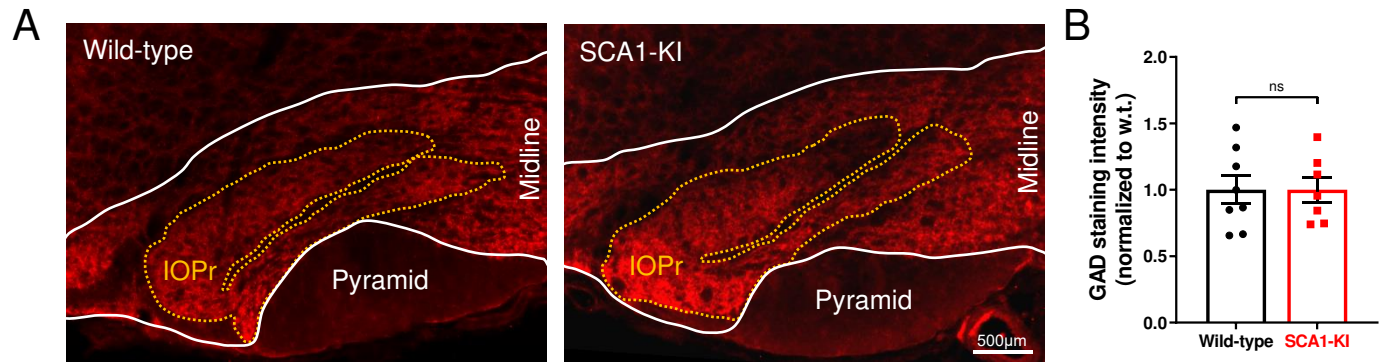 A
Wild-type
IOPr
Pyramid
Midline
SCA1-KI
IOPr
Pyramid
Midline
500µm
B
GAD staining intensity
(normalized to w.t.)
2.0
1.5
1.0
0.5
0.0
ns
Wild-type
SCA1-KI